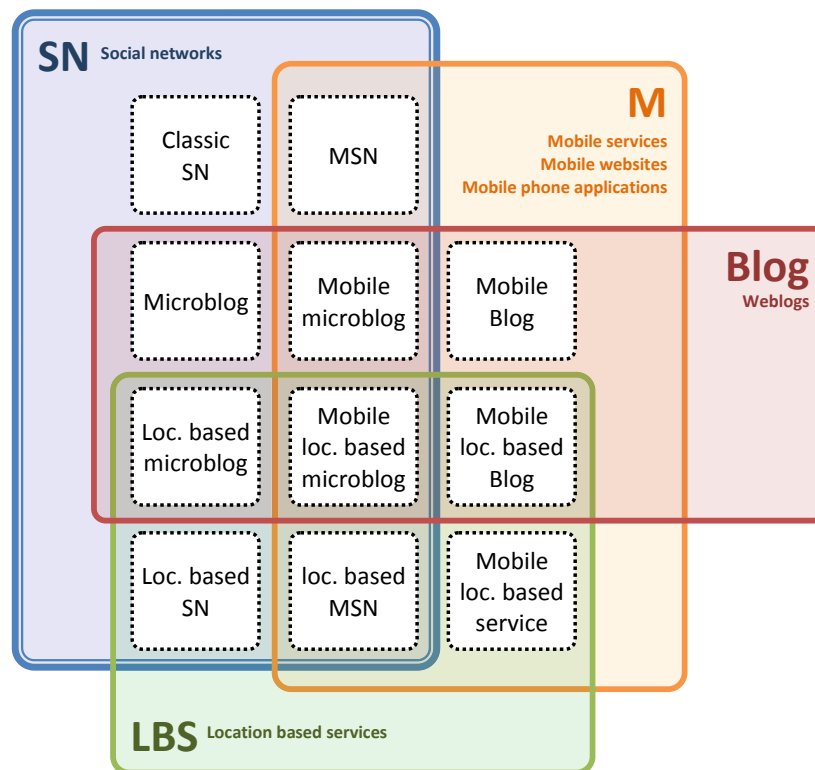 SN Social networks
M
Mobile services
Mobile websites
Mobile phone applications
Classic
SN
MSN
Blog
Weblogs
Microblog
Mobile
microblog
Mobile
Blog
Loc. based
microblog
Mobile
loc. based
microblog
Mobile
loc. based
Blog
Loc. based
SN
loc. based
MSN
Mobile
loc. based
service
LBS Location based services